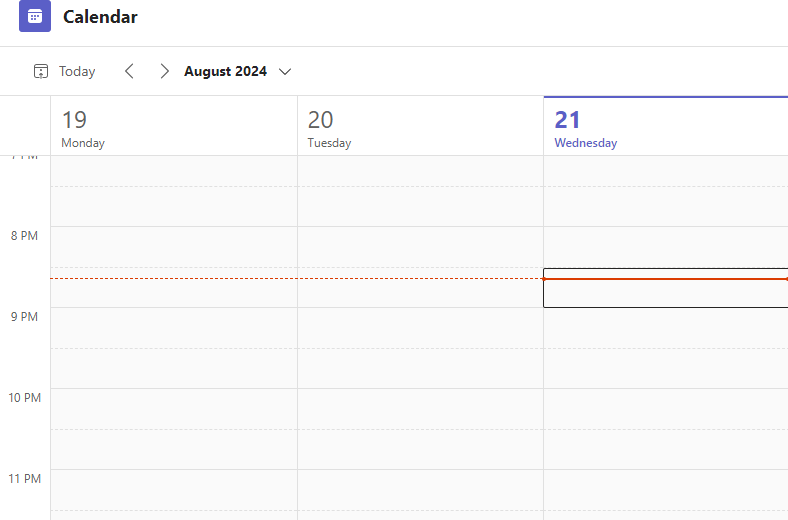 Calendar
Today
August 2024
19
Monday
20
Tuesday
21
Wednesday
8 PM
9 PM
10 PM
11 PM